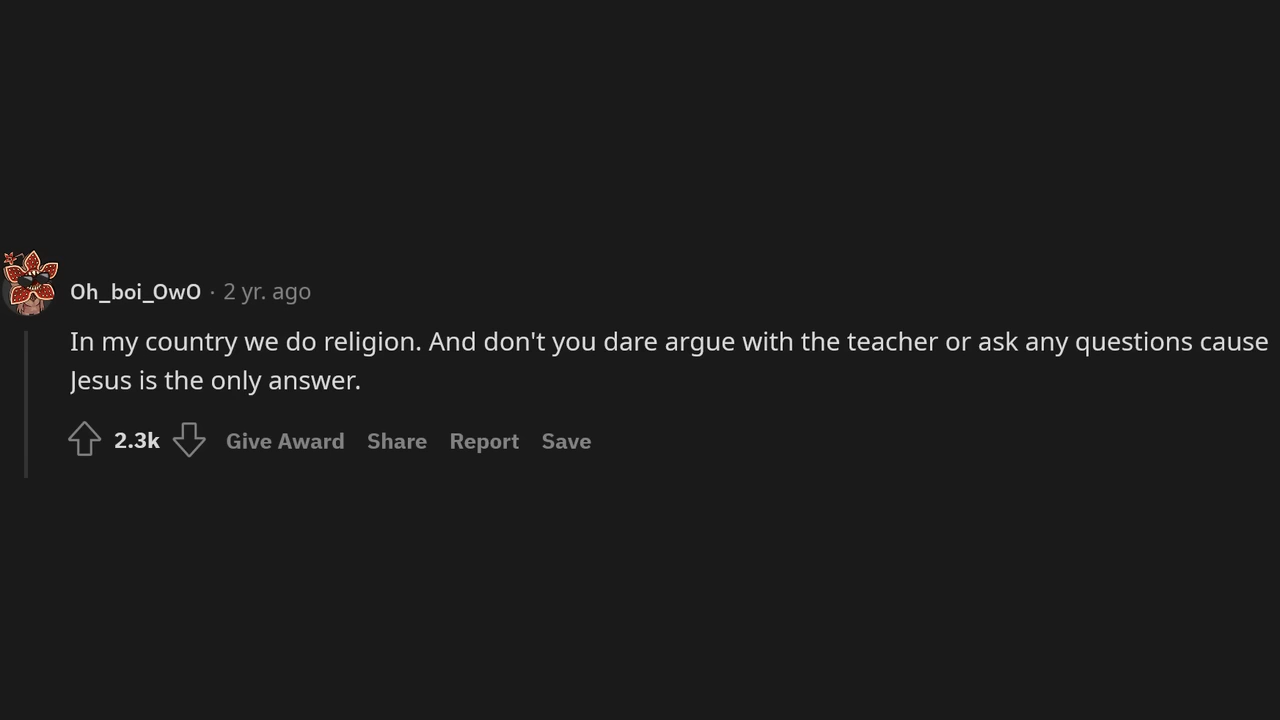 Oh_boi_OwO · 2 yr. ago
In my country we do religion. And don't you dare argue with the teacher or ask any questions cause
Jesus is the only answer.
2.3k Give Award Share Report Save